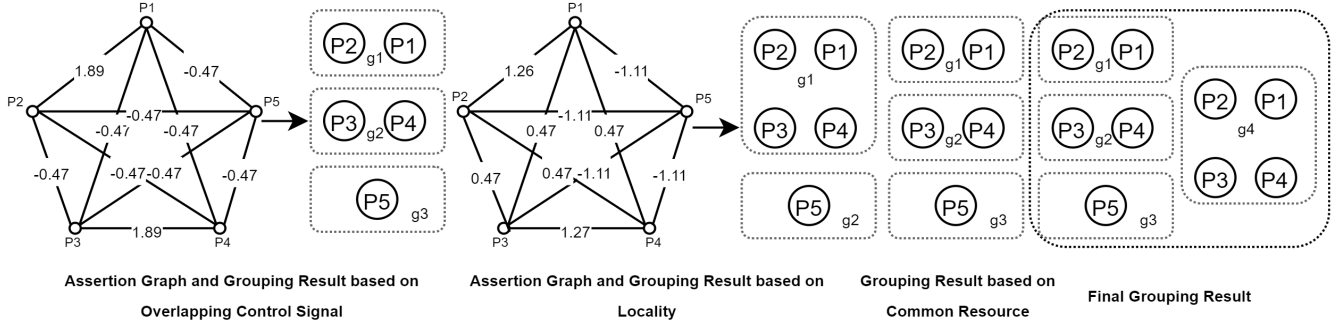 P1
1.89
-0.47
P2
P5
-0.47
-0.47
-0.47
-0.47
-0.47
-0.47
-0.47
1.89
P3
P4
P2 P1
g1
P3 P4
g2
P5
g3
P1
1.26
-1.11
P2
P5
-1.11
0.47
0.47
0.47
0.47
-1.11
-1.11
1.27
P3
P4
P2 P1
g1
P3 P4
P5
g2
P2 P1
g1
P3 P4
g2
P5
g3
P2 P1
g1
P3 P4
g2
P5
g3
P2 P1
g4
P3 P4
Assertion Graph and Grouping Result based on
Overlapping Control Signal
Assertion Graph and Grouping Result based on
Locality
Grouping Result based on
Common Resource
Final Grouping Result